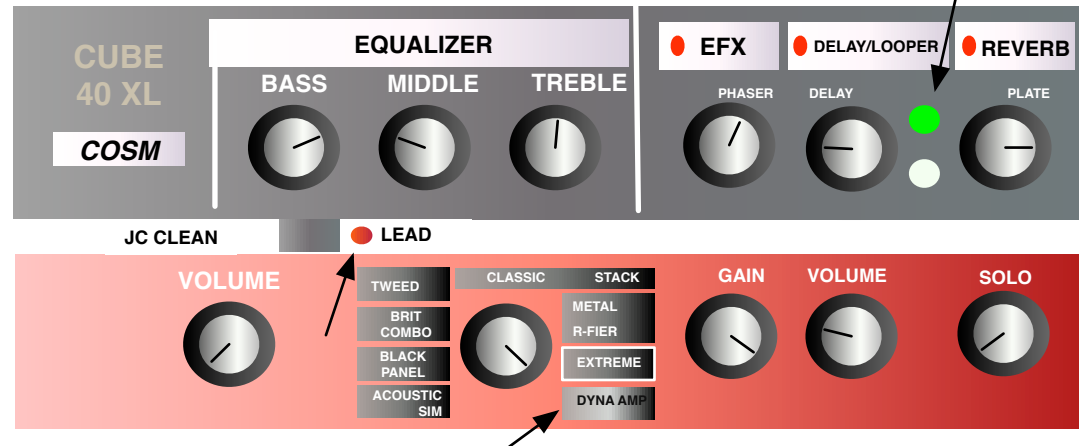 CUBE
40 XL
COSM
EQUALIZER
BASS MIDDLE TREBLE
EFX DELAY/LOOPER REVERB
PHASER DELAY PLATE
JC CLEAN LEAD
VOLUME
TWEED
BRIT
COMBO
BLACK
PANEL
ACOUSTIC
SIM
CLASSIC STACK
METAL
R-FIER
EXTREME
DYNA AMP
GAIN VOLUME SOLO